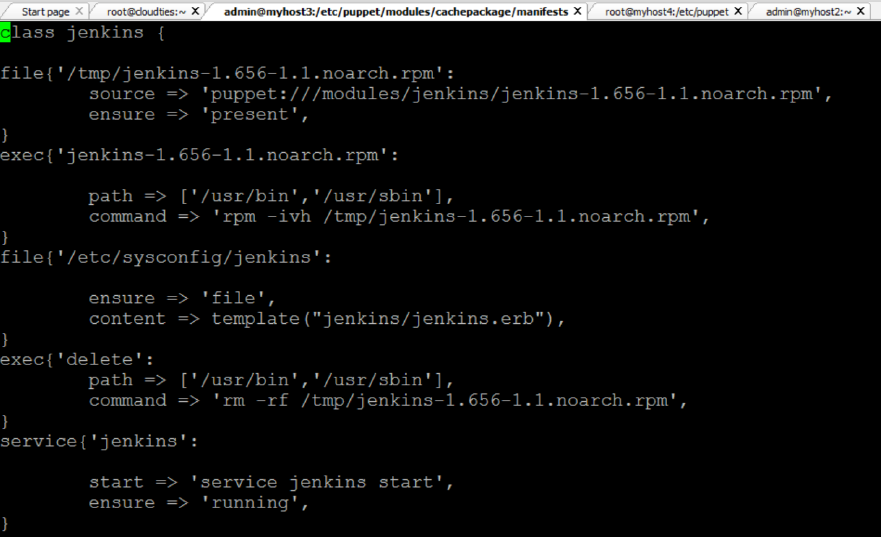 Start page X root@cloudties:~ X admin@myhost3:/etc/puppet/modules/cachepackage/manifests X root@myhost4:/etc/puppet X admin@myhost2:~ X
class jenkins {
file{'/tmp/jenkins-1.656-1.1.noarch.rpm':
source => 'puppet:///modules/jenkins/jenkins-1.656-1.1.noarch.rpm',
ensure => 'present',
}
exec{'jenkins-1.656-1.1.noarch.rpm':
path => ['/usr/bin','/usr/sbin'],
command => 'rpm -ivh /tmp/jenkins-1.656-1.1.noarch.rpm',
}
file{'/etc/sysconfig/jenkins':
ensure => 'file',
content => template("jenkins/jenkins.erb"),
}
exec{'delete':
path => ['/usr/bin','/usr/sbin'],
command => 'rm -rf /tmp/jenkins-1.656-1.1.noarch.rpm',
}
service{'jenkins':
start => 'service jenkins start',
ensure => 'running',
}